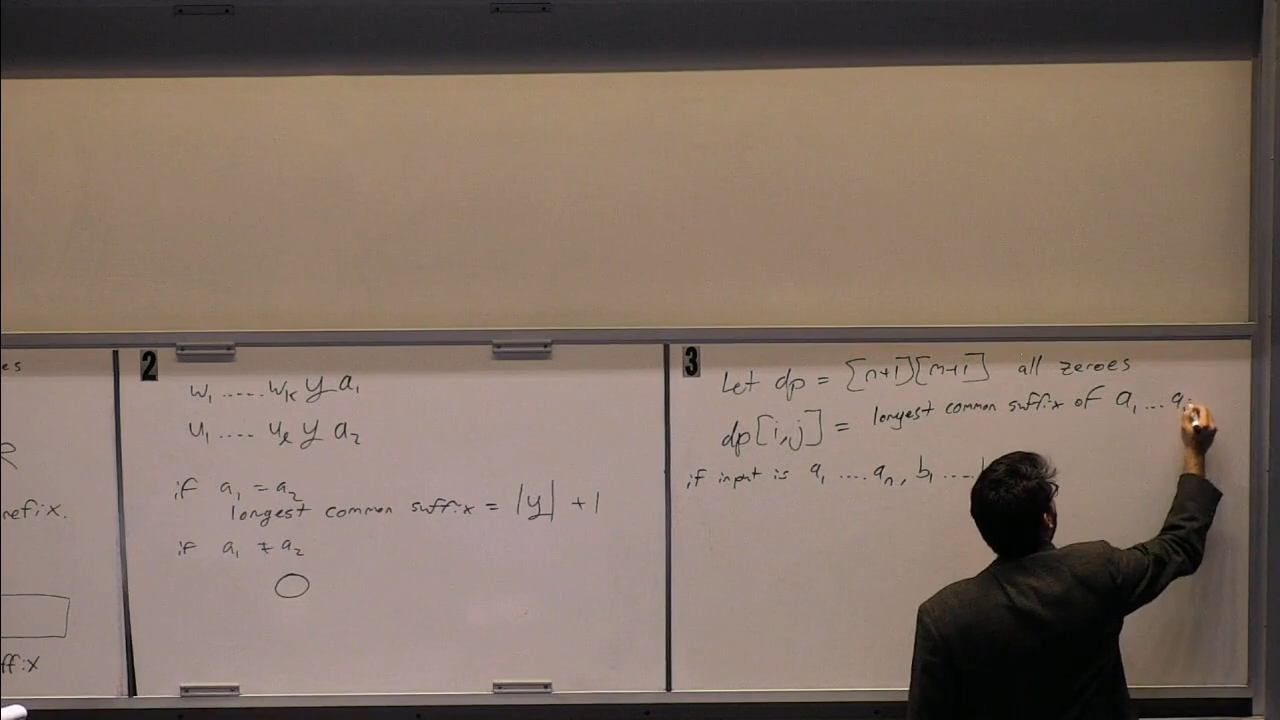 es
R
refix.
ffix
2
w₁ ..... wₖ y a₁
u₁ .... uₗ y a₂
if a₁ = a₂
longest common suffix = |y| + 1
if a₁ ≠ a₂
0
3
Let dp = [n+1][m+1] all zeroes
dp[i,j] = longest common suffix of a₁ ... a
if input is a₁ .... aₙ, b₁ ....